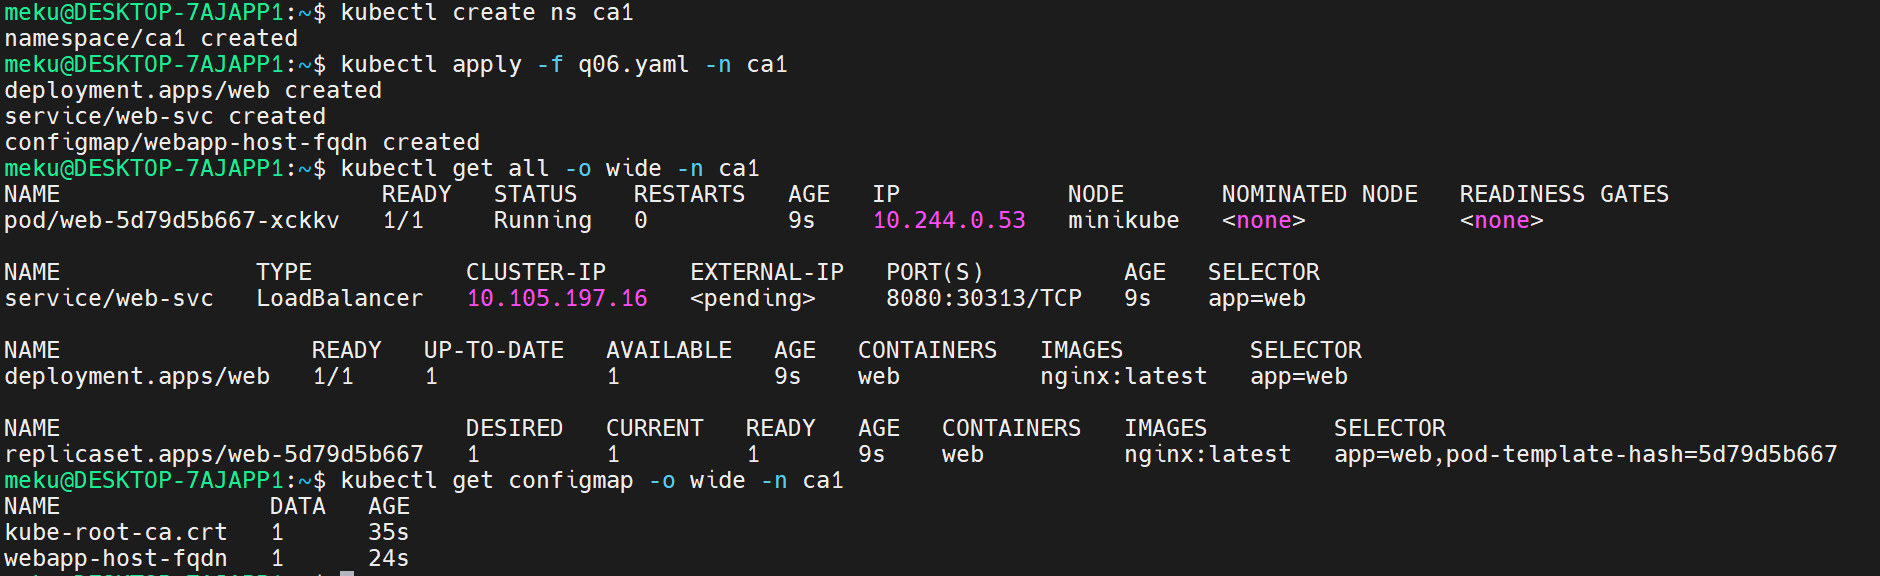 meku@DESKTOP-7AJAPP1:~$ kubectl create ns ca1
namespace/ca1 created
meku@DESKTOP-7AJAPP1:~$ kubectl apply -f q06.yaml -n ca1
deployment.apps/web created
service/web-svc created
configmap/webapp-host-fqdn created
meku@DESKTOP-7AJAPP1:~$ kubectl get all -o wide -n ca1
NAME READY STATUS RESTARTS AGE IP NODE NOMINATED NODE READINESS GATES
pod/web-5d79d5b667-xckkv 1/1 Running 0 9s 10.244.0.53 minikube <none> <none>
NAME TYPE CLUSTER-IP EXTERNAL-IP PORT(S) AGE SELECTOR
service/web-svc LoadBalancer 10.105.197.16 <pending> 8080:30313/TCP 9s app=web
NAME READY UP-TO-DATE AVAILABLE AGE CONTAINERS IMAGES SELECTOR
deployment.apps/web 1/1 1 1 9s web nginx:latest app=web
NAME DESIRED CURRENT READY AGE CONTAINERS IMAGES SELECTOR
replicaset.apps/web-5d79d5b667 1 1 1 9s web nginx:latest app=web,pod-template-hash=5d79d5b667
meku@DESKTOP-7AJAPP1:~$ kubectl get configmap -o wide -n ca1
NAME DATA AGE
kube-root-ca.crt 1 35s
webapp-host-fqdn 1 24s